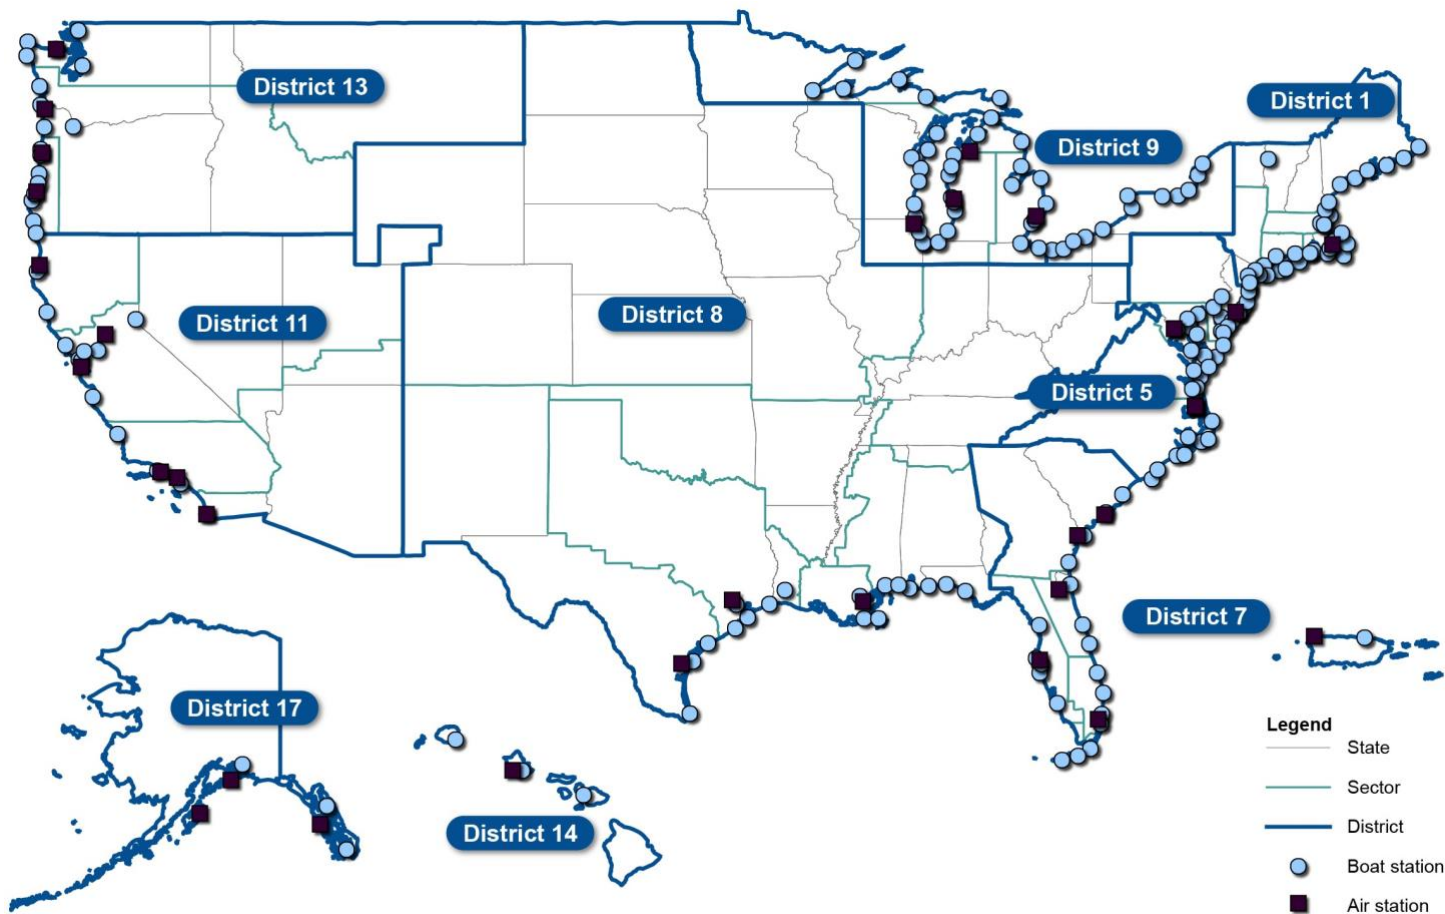 District 13
District 1
District 9
District 11
District 8
District 5
District 7
District 17
District 14
Legend
State
Sector
District
Boat station
Air station